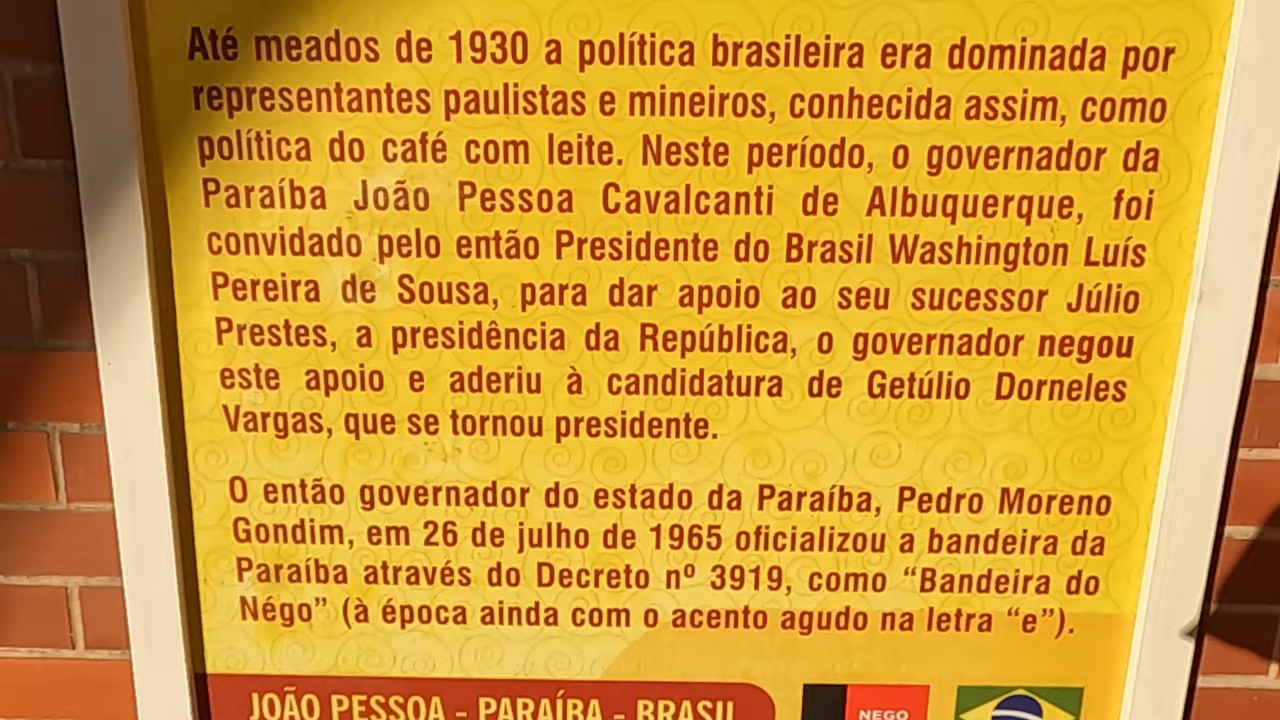 Até meados de 1930 a política brasileira era dominada por
representantes paulistas e mineiros, conhecida assim, como
política do café com leite. Neste período, o governador da
Paraíba João Pessoa Cavalcanti de Albuquerque, foi
convidado pelo então Presidente do Brasil Washington Luís
Pereira de Sousa, para dar apoio ao seu sucessor Júlio
Prestes, a presidência da República, o governador negou
este apoio e aderiu à candidatura de Getúlio Dorneles
Vargas, que se tornou presidente.
O então governador do estado da Paraíba, Pedro Moreno
Gondim, em 26 de julho de 1965 oficializou a bandeira da
Paraíba através do Decreto nº 3919, como “Bandeira do
Négo” (à época ainda com o acento agudo na letra “e”).
JOÃO PESSOA - PARAÍBA - BRASIL
NEGO